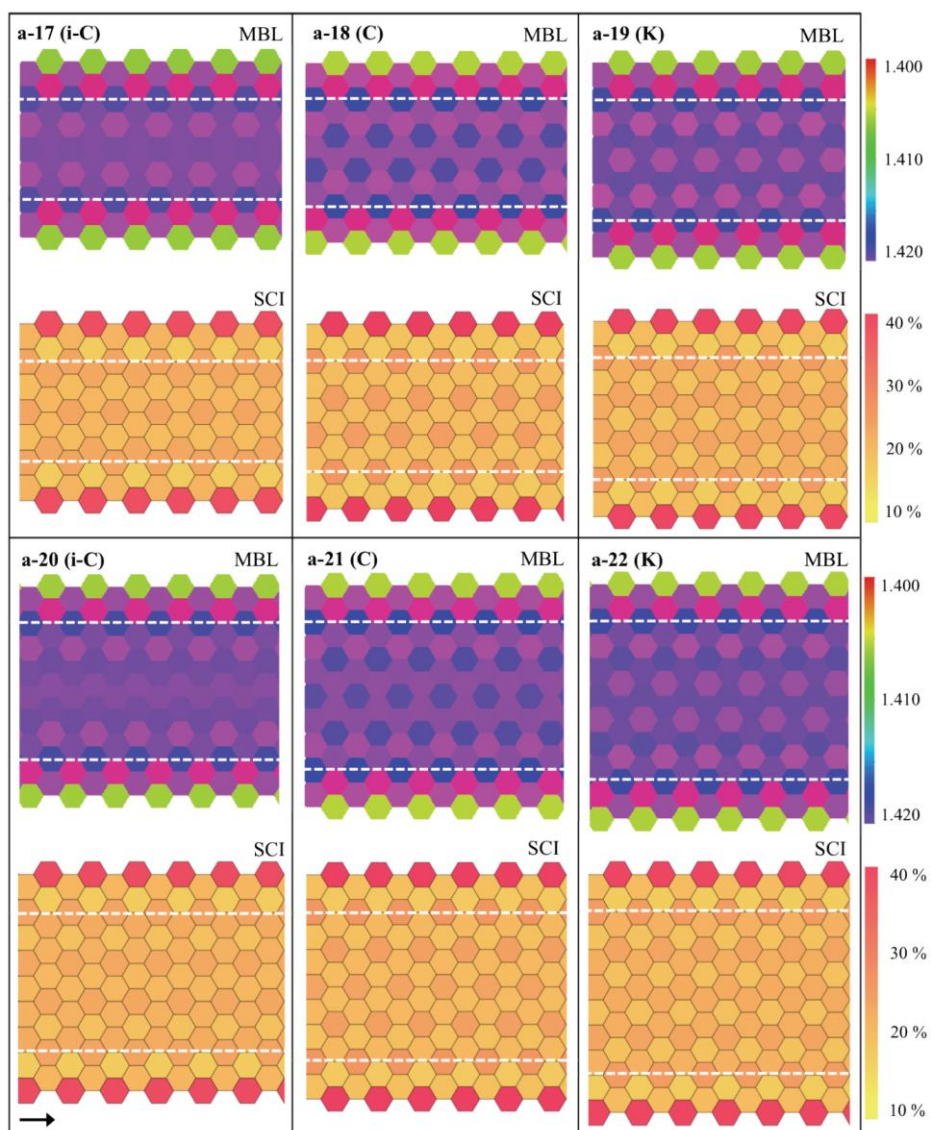 a-17 (i-C) MBL
a-18 (C) MBL
a-19 (K) MBL
1.400
1.410
1.420
SCI
SCI
SCI
40 %
30 %
20 %
10 %
a-20 (i-C) MBL
a-21 (C) MBL
a-22 (K) MBL
1.400
1.410
1.420
SCI
SCI
SCI
40 %
30 %
20 %
10 %